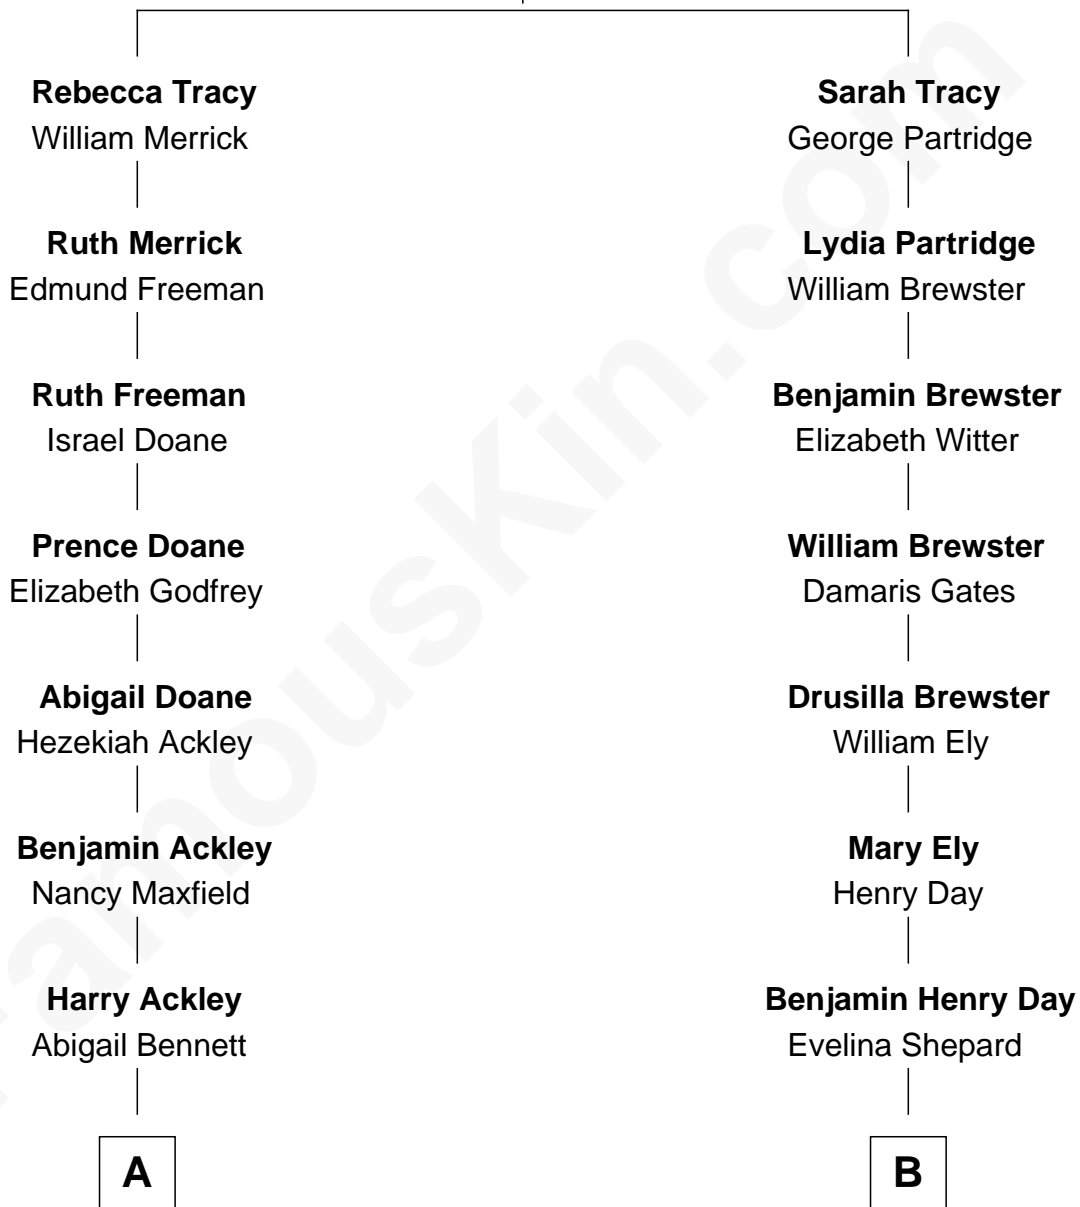 Rebecca Tracy
William Merrick
Ruth Merrick
Edmund Freeman
Ruth Freeman
Israel Doane
Prence Doane
Elizabeth Godfrey
Abigail Doane
Hezekiah Ackley
Benjamin Ackley
Nancy Maxfield
Harry Ackley
Abigail Bennett
A
Sarah Tracy
George Partridge
Lydia Partridge
William Brewster
Benjamin Brewster
Elizabeth Witter
William Brewster
Damaris Gates
Drusilla Brewster
William Ely
Mary Ely
Henry Day
Benjamin Henry Day
Evelina Shepard
B
FamousKin.com